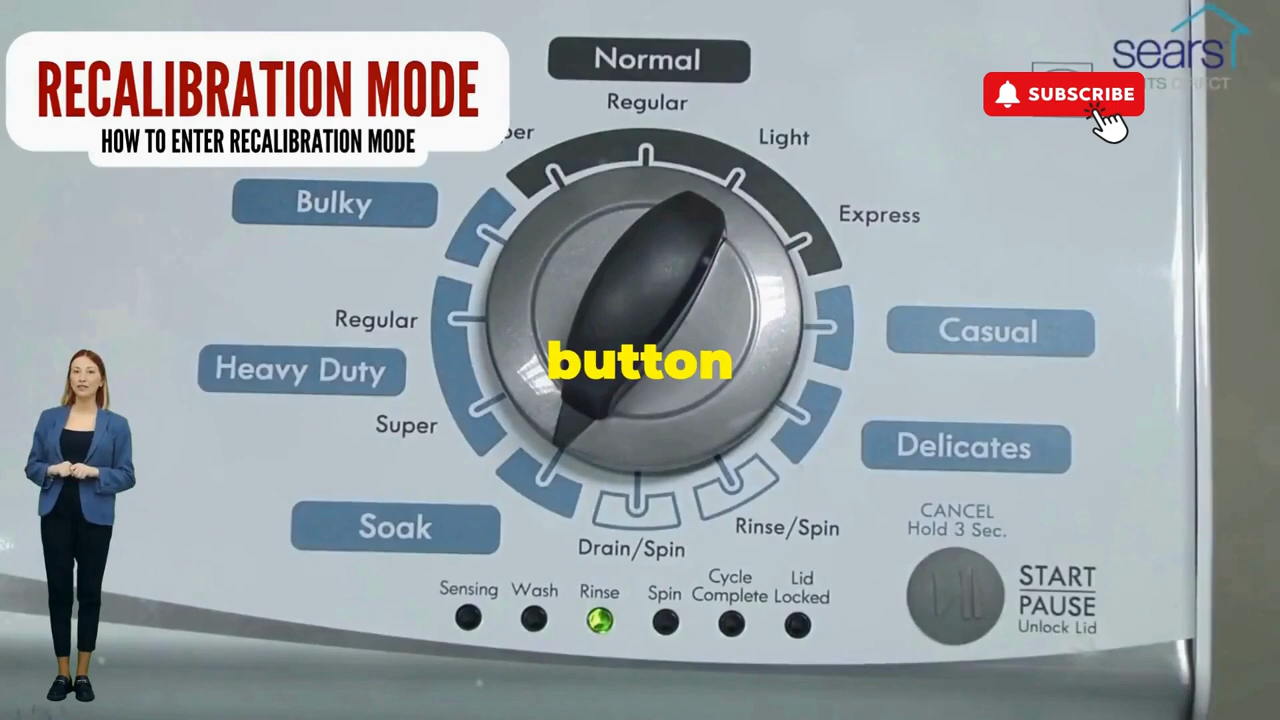 RECALIBRATION MODE
HOW TO ENTER RECALIBRATION MODE
sears
SUBSCRIBE
Normal
Regular
Light
Express
Bulky
Regular
Heavy Duty
Super
Casual
Delicates
button
Soak
Drain/Spin
Rinse/Spin
CANCEL
Hold 3 Sec.
Sensing
Wash
Rinse
Spin
Cycle
Complete
Lid
Locked
START
PAUSE
Unlock Lid